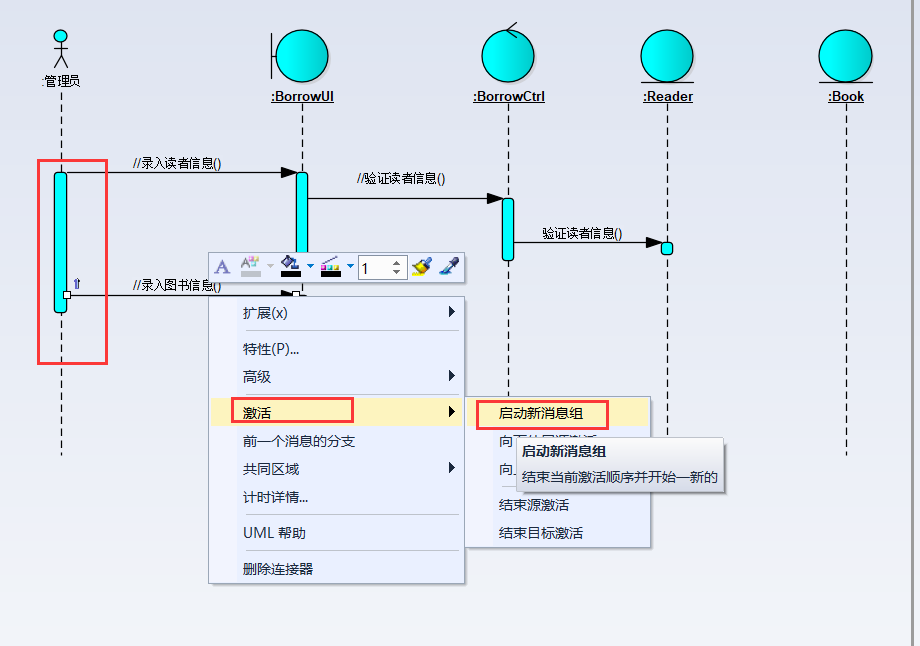 :管理员
:BorrowUI
:BorrowCtrl
:Reader
:Book
//录入读者信息()
//验证读者信息()
验证读者信息()
1
//录入图书信息()
扩展(x)
特性(P)...
高级
激活
前一个消息的分支
共同区域
计时详情...
UML 帮助
删除连接器
启动新消息组
启动新消息组
结束当前激活顺序并开始一新的
结束源激活
结束目标激活